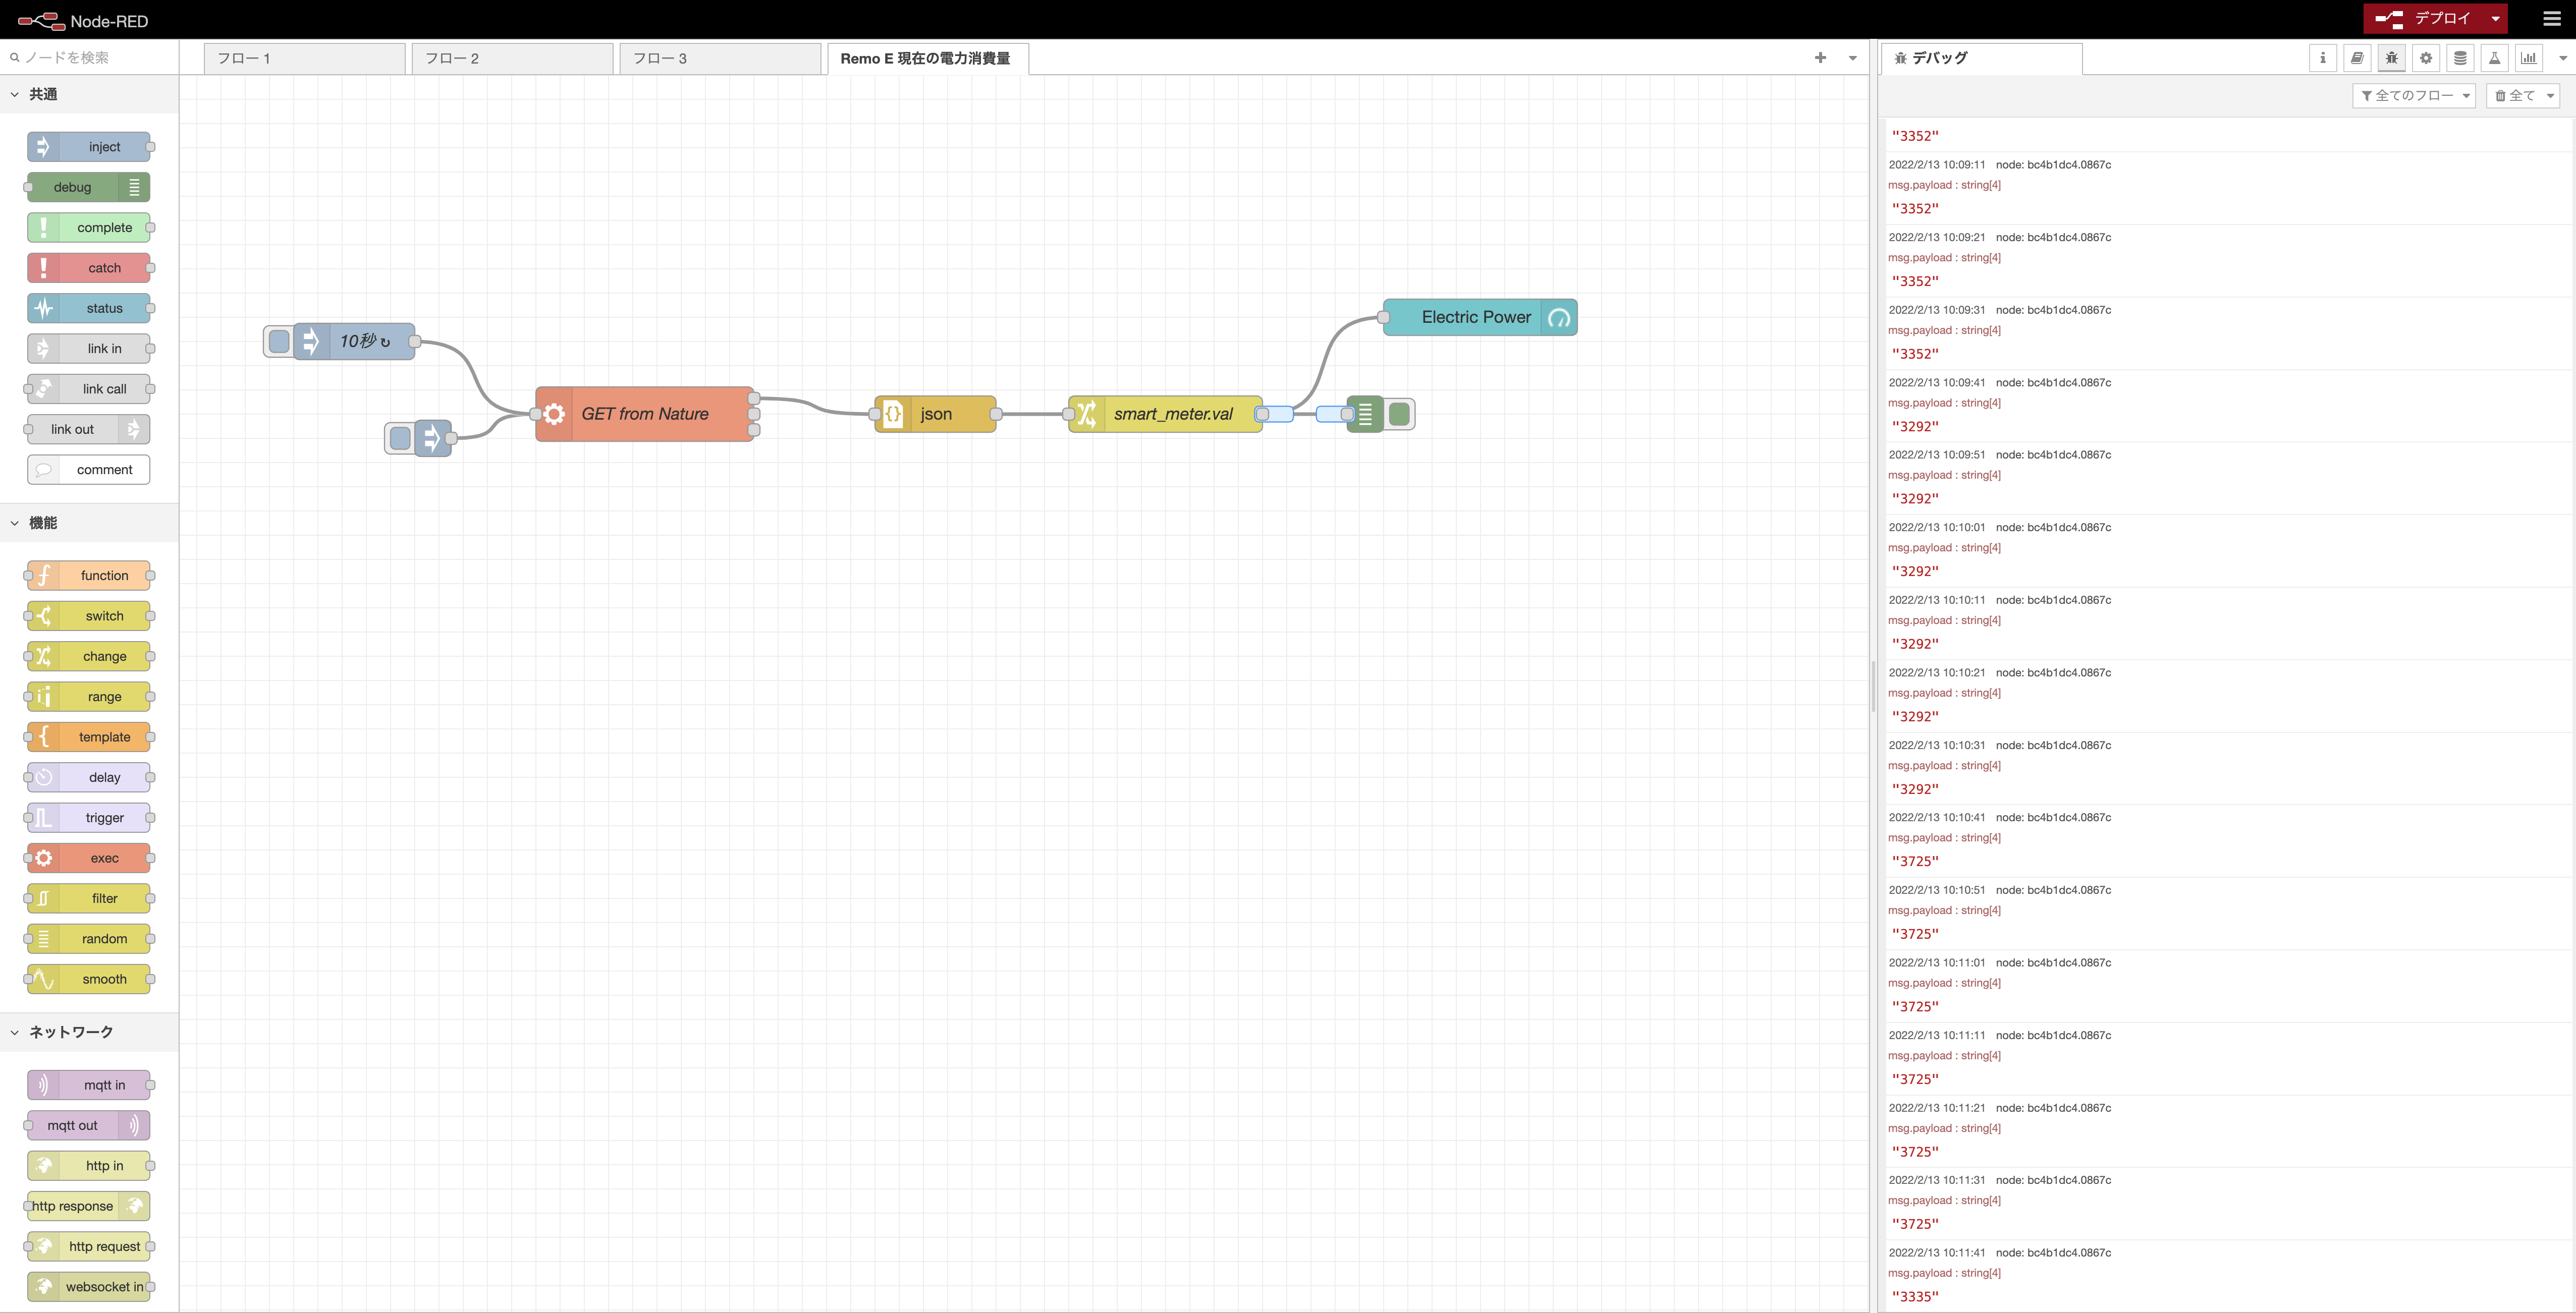 Node-RED
デプロイ
ノードを検索
フロー 1
フロー 2
フロー 3
Remo E 現在の電力消費量
デバッグ
全てのフロー
全て
共通
inject
debug
complete
catch
status
link in
link call
link out
comment
機能
function
switch
change
range
template
delay
trigger
exec
filter
random
smooth
ネットワーク
mqtt in
mqtt out
http in
http response
http request
websocket in
10秒 ↻
GET from Nature
json
smart_meter.val
Electric Power
"3352"
2022/2/13 10:09:11 node: bc4b1dc4.0867c
msg.payload : string[4]
"3352"
2022/2/13 10:09:21 node: bc4b1dc4.0867c
msg.payload : string[4]
"3352"
2022/2/13 10:09:31 node: bc4b1dc4.0867c
msg.payload : string[4]
"3352"
2022/2/13 10:09:41 node: bc4b1dc4.0867c
msg.payload : string[4]
"3292"
2022/2/13 10:09:51 node: bc4b1dc4.0867c
msg.payload : string[4]
"3292"
2022/2/13 10:10:01 node: bc4b1dc4.0867c
msg.payload : string[4]
"3292"
2022/2/13 10:10:11 node: bc4b1dc4.0867c
msg.payload : string[4]
"3292"
2022/2/13 10:10:21 node: bc4b1dc4.0867c
msg.payload : string[4]
"3292"
2022/2/13 10:10:31 node: bc4b1dc4.0867c
msg.payload : string[4]
"3292"
2022/2/13 10:10:41 node: bc4b1dc4.0867c
msg.payload : string[4]
"3725"
2022/2/13 10:10:51 node: bc4b1dc4.0867c
msg.payload : string[4]
"3725"
2022/2/13 10:11:01 node: bc4b1dc4.0867c
msg.payload : string[4]
"3725"
2022/2/13 10:11:11 node: bc4b1dc4.0867c
msg.payload : string[4]
"3725"
2022/2/13 10:11:21 node: bc4b1dc4.0867c
msg.payload : string[4]
"3725"
2022/2/13 10:11:31 node: bc4b1dc4.0867c
msg.payload : string[4]
"3725"
2022/2/13 10:11:41 node: bc4b1dc4.0867c
msg.payload : string[4]
"3335"